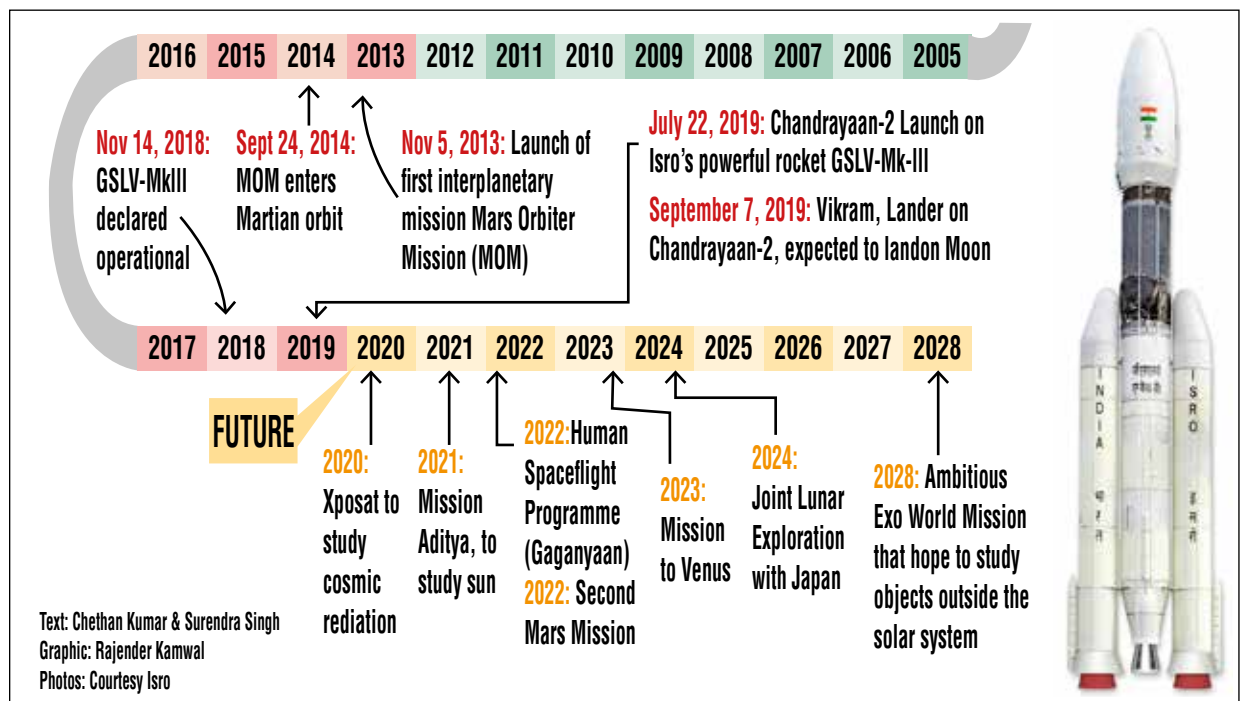 2016 2015 2014 2013 2012 2011 2010 2009 2008 2007 2006 2005
Nov 14, 2018:
GSLV-MkIII
declared
operational
Sept 24, 2014:
MOM enters
Martian orbit
Nov 5, 2013: Launch of
first interplanetary
mission Mars Orbiter
Mission (MOM)
July 22, 2019: Chandrayaan-2 Launch on
Isro's powerful rocket GSLV-Mk-III
September 7, 2019: Vikram, Lander on
Chandrayaan-2, expected to landon Moon
2017 2018 2019 2020 2021 2022 2023 2024 2025 2026 2027 2028
FUTURE
2020:
Xposat to
study
cosmic
rediation
2021:
Mission
Aditya, to
study sun
2022:Human
Spaceflight
Programme
(Gaganyaan)
2022: Second
Mars Mission
2023:
Mission
to Venus
2024:
Joint Lunar
Exploration
with Japan
2028: Ambitious
Exo World Mission
that hope to study
objects outside the
solar system
Text: Chethan Kumar & Surendra Singh
Graphic: Rajender Kamwal
Photos: Courtesy Isro
INDIA
ISRO